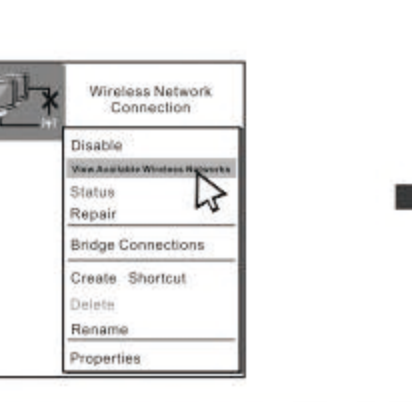 Wireless Network
Connection
Disable
View Available Wireless Networks
Status
Repair
Bridge Connections
Create Shortcut
Delete
Rename
Properties